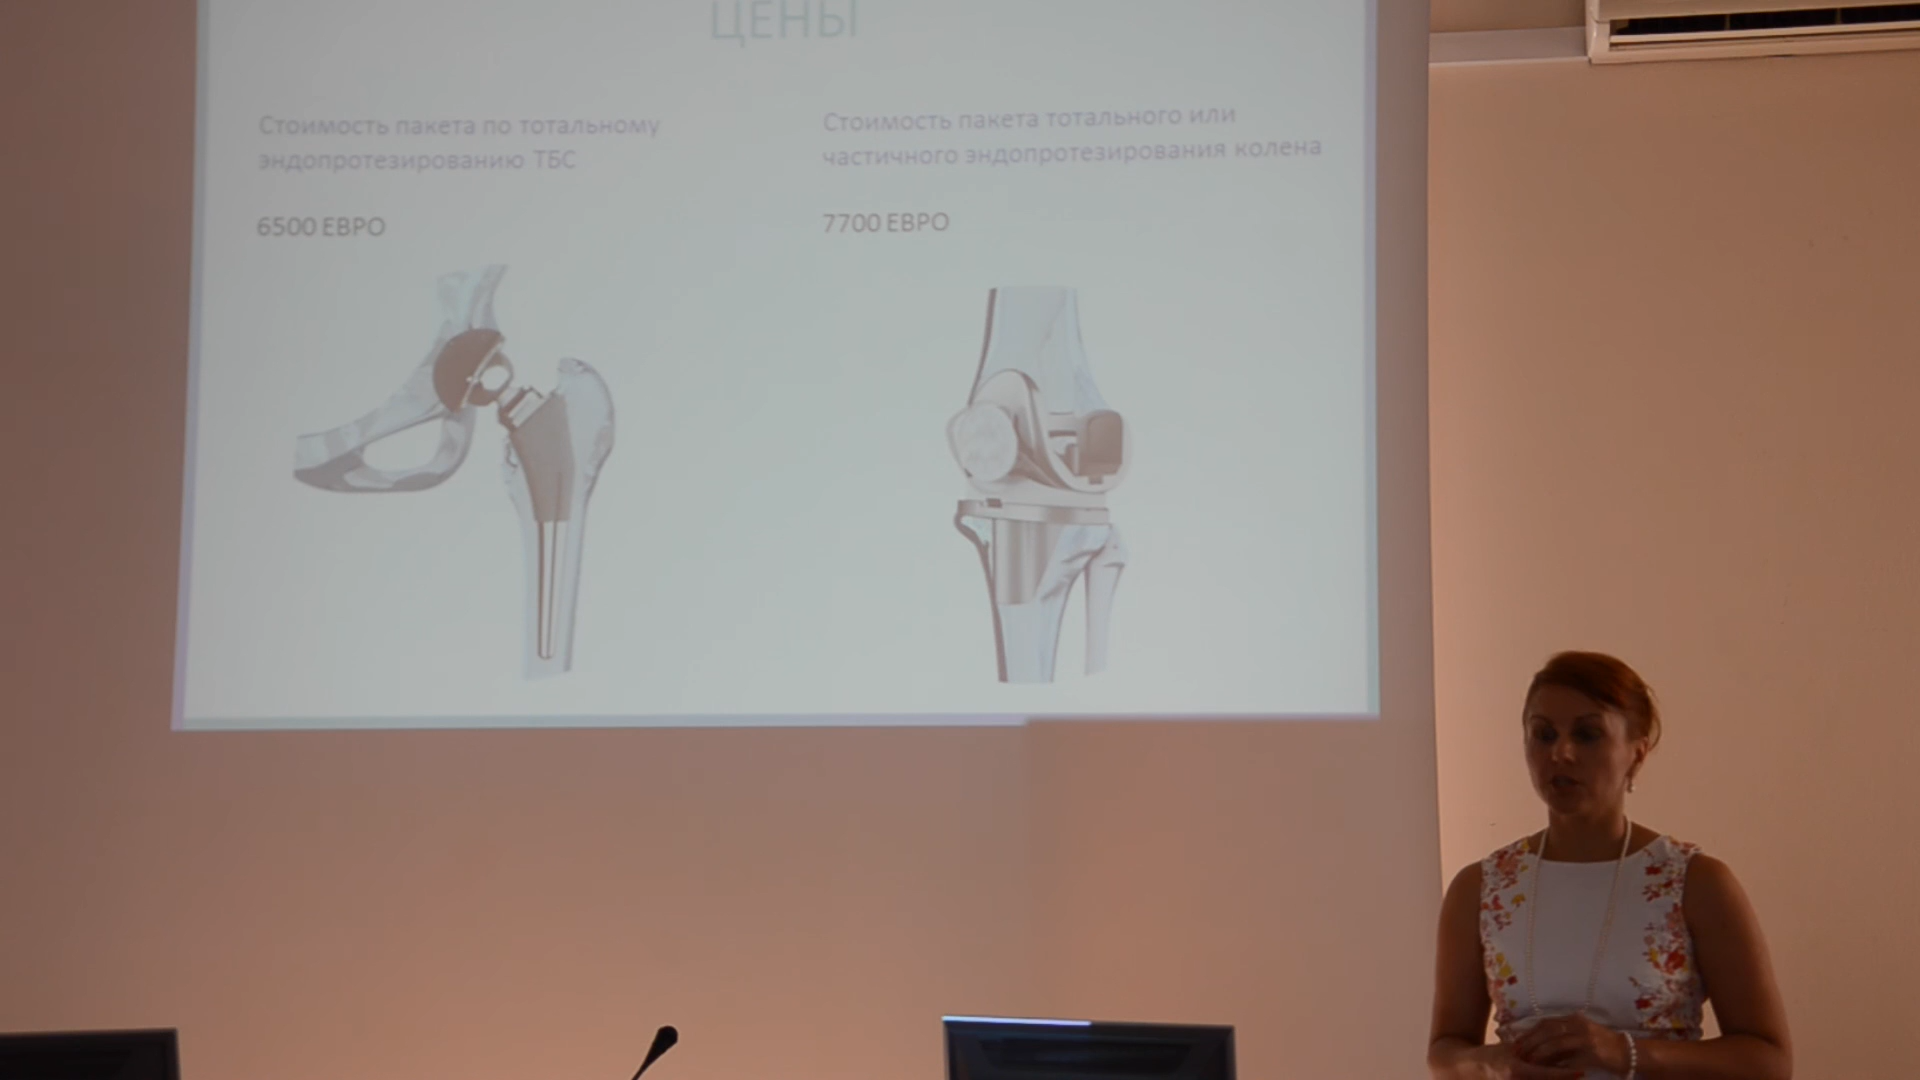 ЦЕНЫ
Стоимость пакета по тотальному
эндопротезированию ТБС
6500 ЕВРО
Стоимость пакета тотального или
частичного эндопротезирования колена
7700 ЕВРО